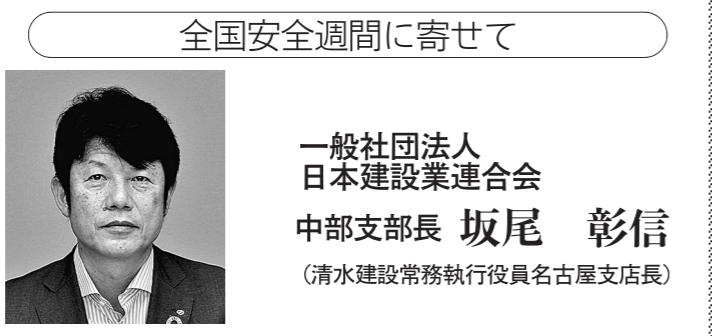 全国安全週間に寄せて
一般社団法人
日本建設業連合会
中部支部長 坂尾　彰信
（清水建設常務執行役員名古屋支店長）